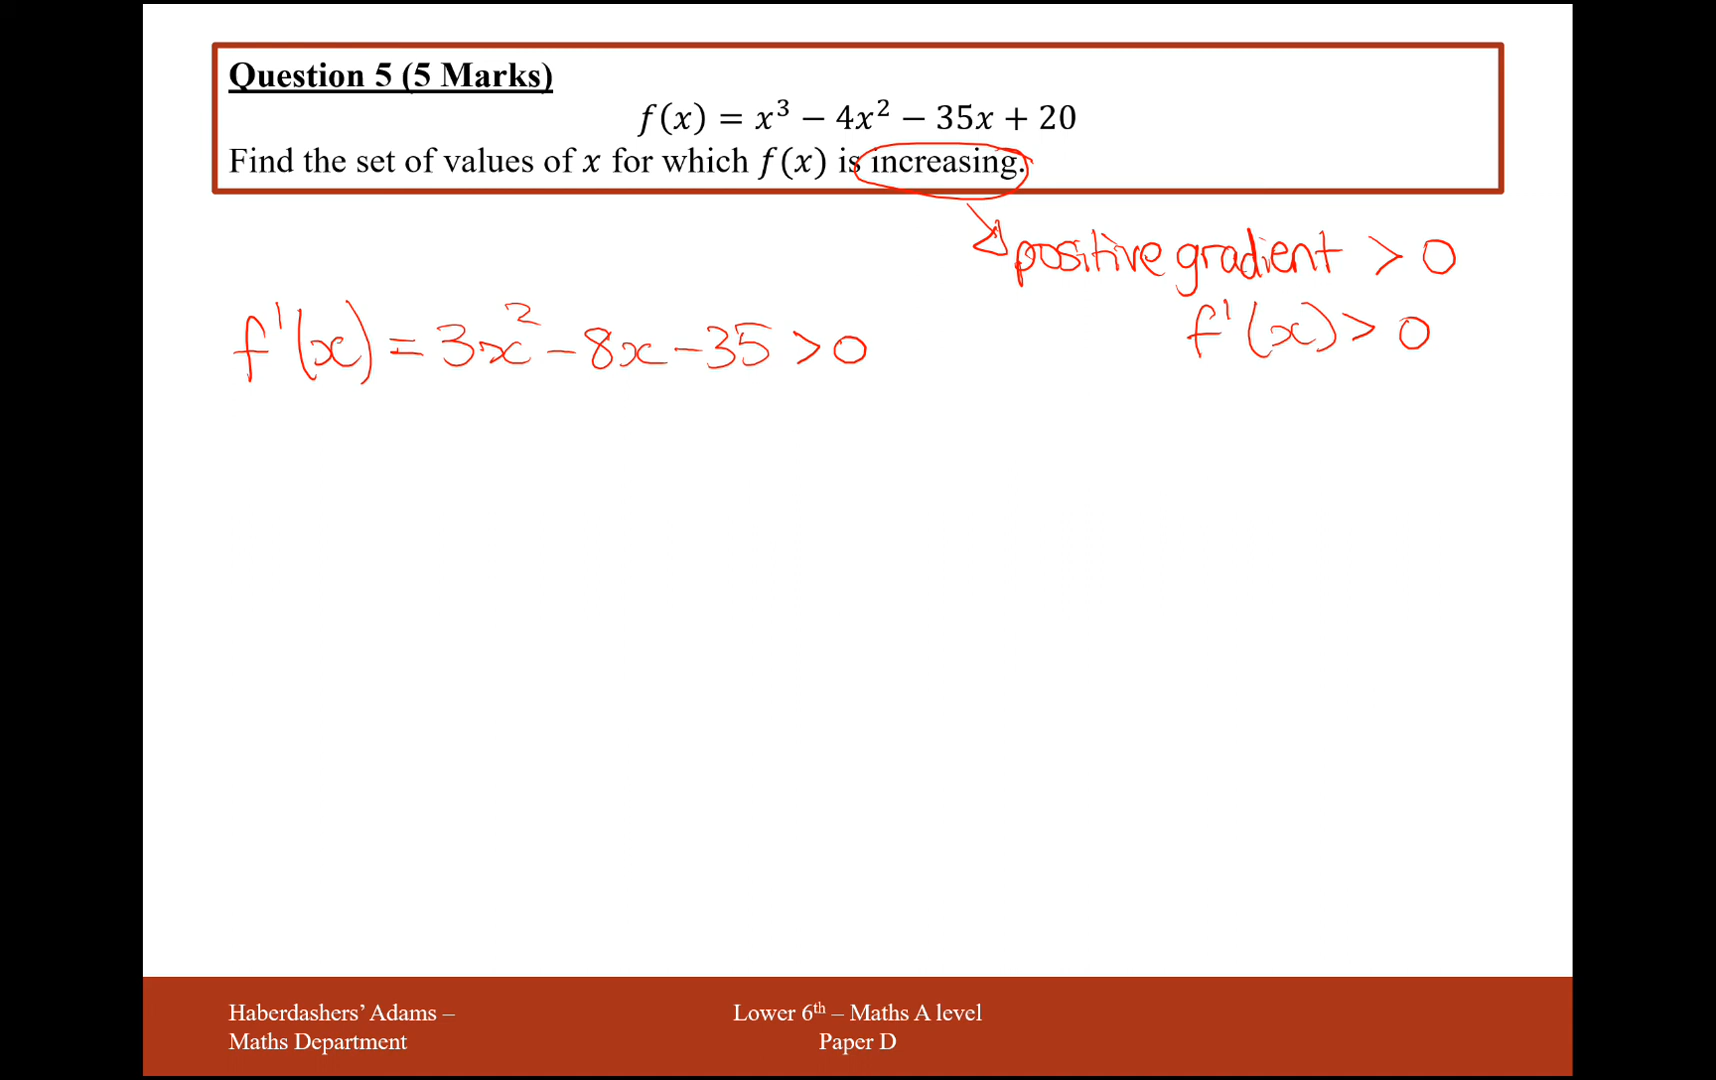 Question 5 (5 Marks)
f(x) = x³ − 4x² − 35x + 20
Find the set of values of x for which f(x) is increasing.
positive gradient > 0
f'(x) > 0
f'(x) = 3x² − 8x − 35 > 0
Haberdashers’ Adams –
Maths Department
Lower 6th – Maths A level
Paper D